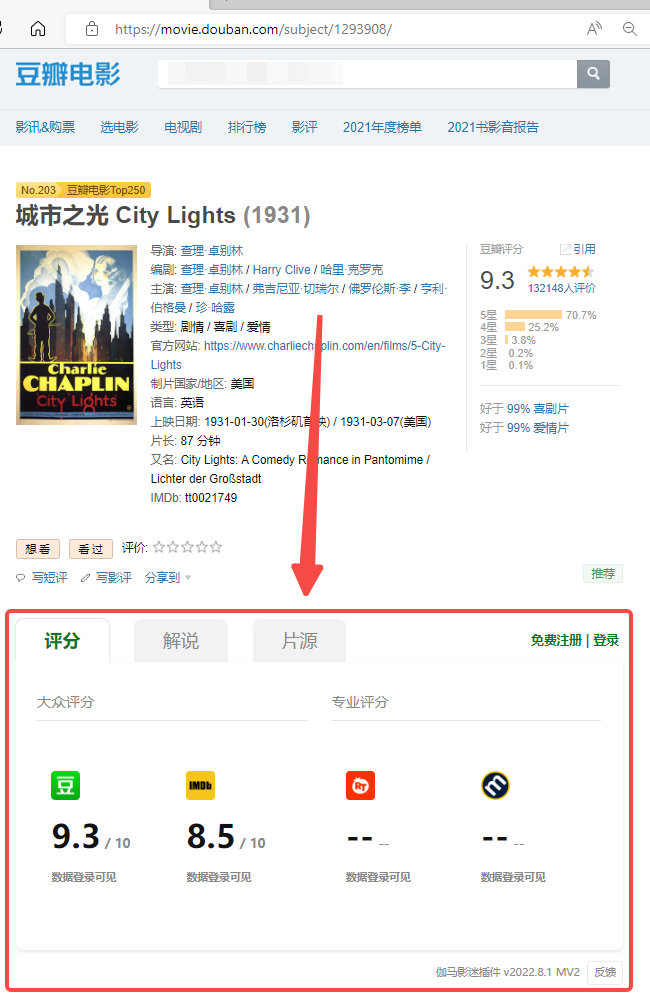 https://movie.douban.com/subject/1293908/
豆瓣电影
影讯&购票 选电影 电视剧 排行榜 影评 2021年度榜单 2021书影音报告
No.203 豆瓣电影Top250
城市之光 City Lights (1931)
Charlie
CHAPLIN
City Lights
导演: 查理·卓别林
编剧: 查理·卓别林 / Harry Clive / 哈里·克罗克
主演: 查理·卓别林 / 弗吉尼亚·切瑞尔 / 佛罗伦斯·李 / 亨利·
伯格曼 / 珍·哈露
类型: 剧情 / 喜剧 / 爱情
官方网站: https://www.charliechaplin.com/en/films/5-City-
Lights
制片国家/地区: 美国
语言: 英语
上映日期: 1931-01-30(洛杉矶首映) / 1931-03-07(美国)
片长: 87 分钟
又名: City Lights: A Comedy Romance in Pantomime /
Lichter der Großstadt
IMDb: tt0021749
豆瓣评分 引用
9.3
132148人评价
5星 70.7%
4星 25.2%
3星 3.8%
2星 0.2%
1星 0.1%
好于 99% 喜剧片
好于 99% 爱情片
想看 看过 评价:
写短评 写影评 分享到
推荐
评分 解说 片源 免费注册 | 登录
大众评分 专业评分
豆 IMDb RT m
9.3 / 10 8.5 / 10 -- -- -- --
数据登录可见 数据登录可见 数据登录可见 数据登录可见
伽马影迷插件 v2022.8.1 MV2 反馈